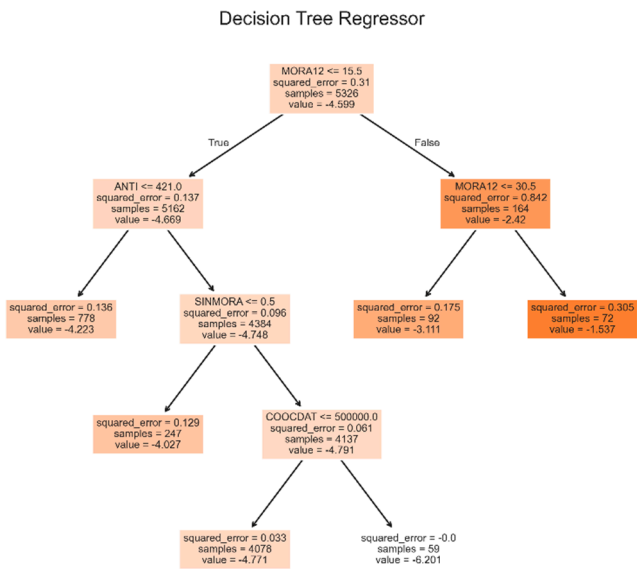 Decision Tree Regressor
MORA12 <= 15.5
squared_error = 0.31
samples = 5326
value = -4.599
True
False
ANTI <= 421.0
squared_error = 0.137
samples = 5162
value = -4.669
MORA12 <= 30.5
squared_error = 0.842
samples = 164
value = -2.42
squared_error = 0.136
samples = 778
value = -4.223
SINMORA <= 0.5
squared_error = 0.096
samples = 4384
value = -4.748
squared_error = 0.175
samples = 92
value = -3.111
squared_error = 0.305
samples = 72
value = -1.537
squared_error = 0.129
samples = 247
value = -4.027
COOCDAT <= 500000.0
squared_error = 0.061
samples = 4137
value = -4.791
squared_error = 0.033
samples = 4078
value = -4.771
squared_error = -0.0
samples = 59
value = -6.201